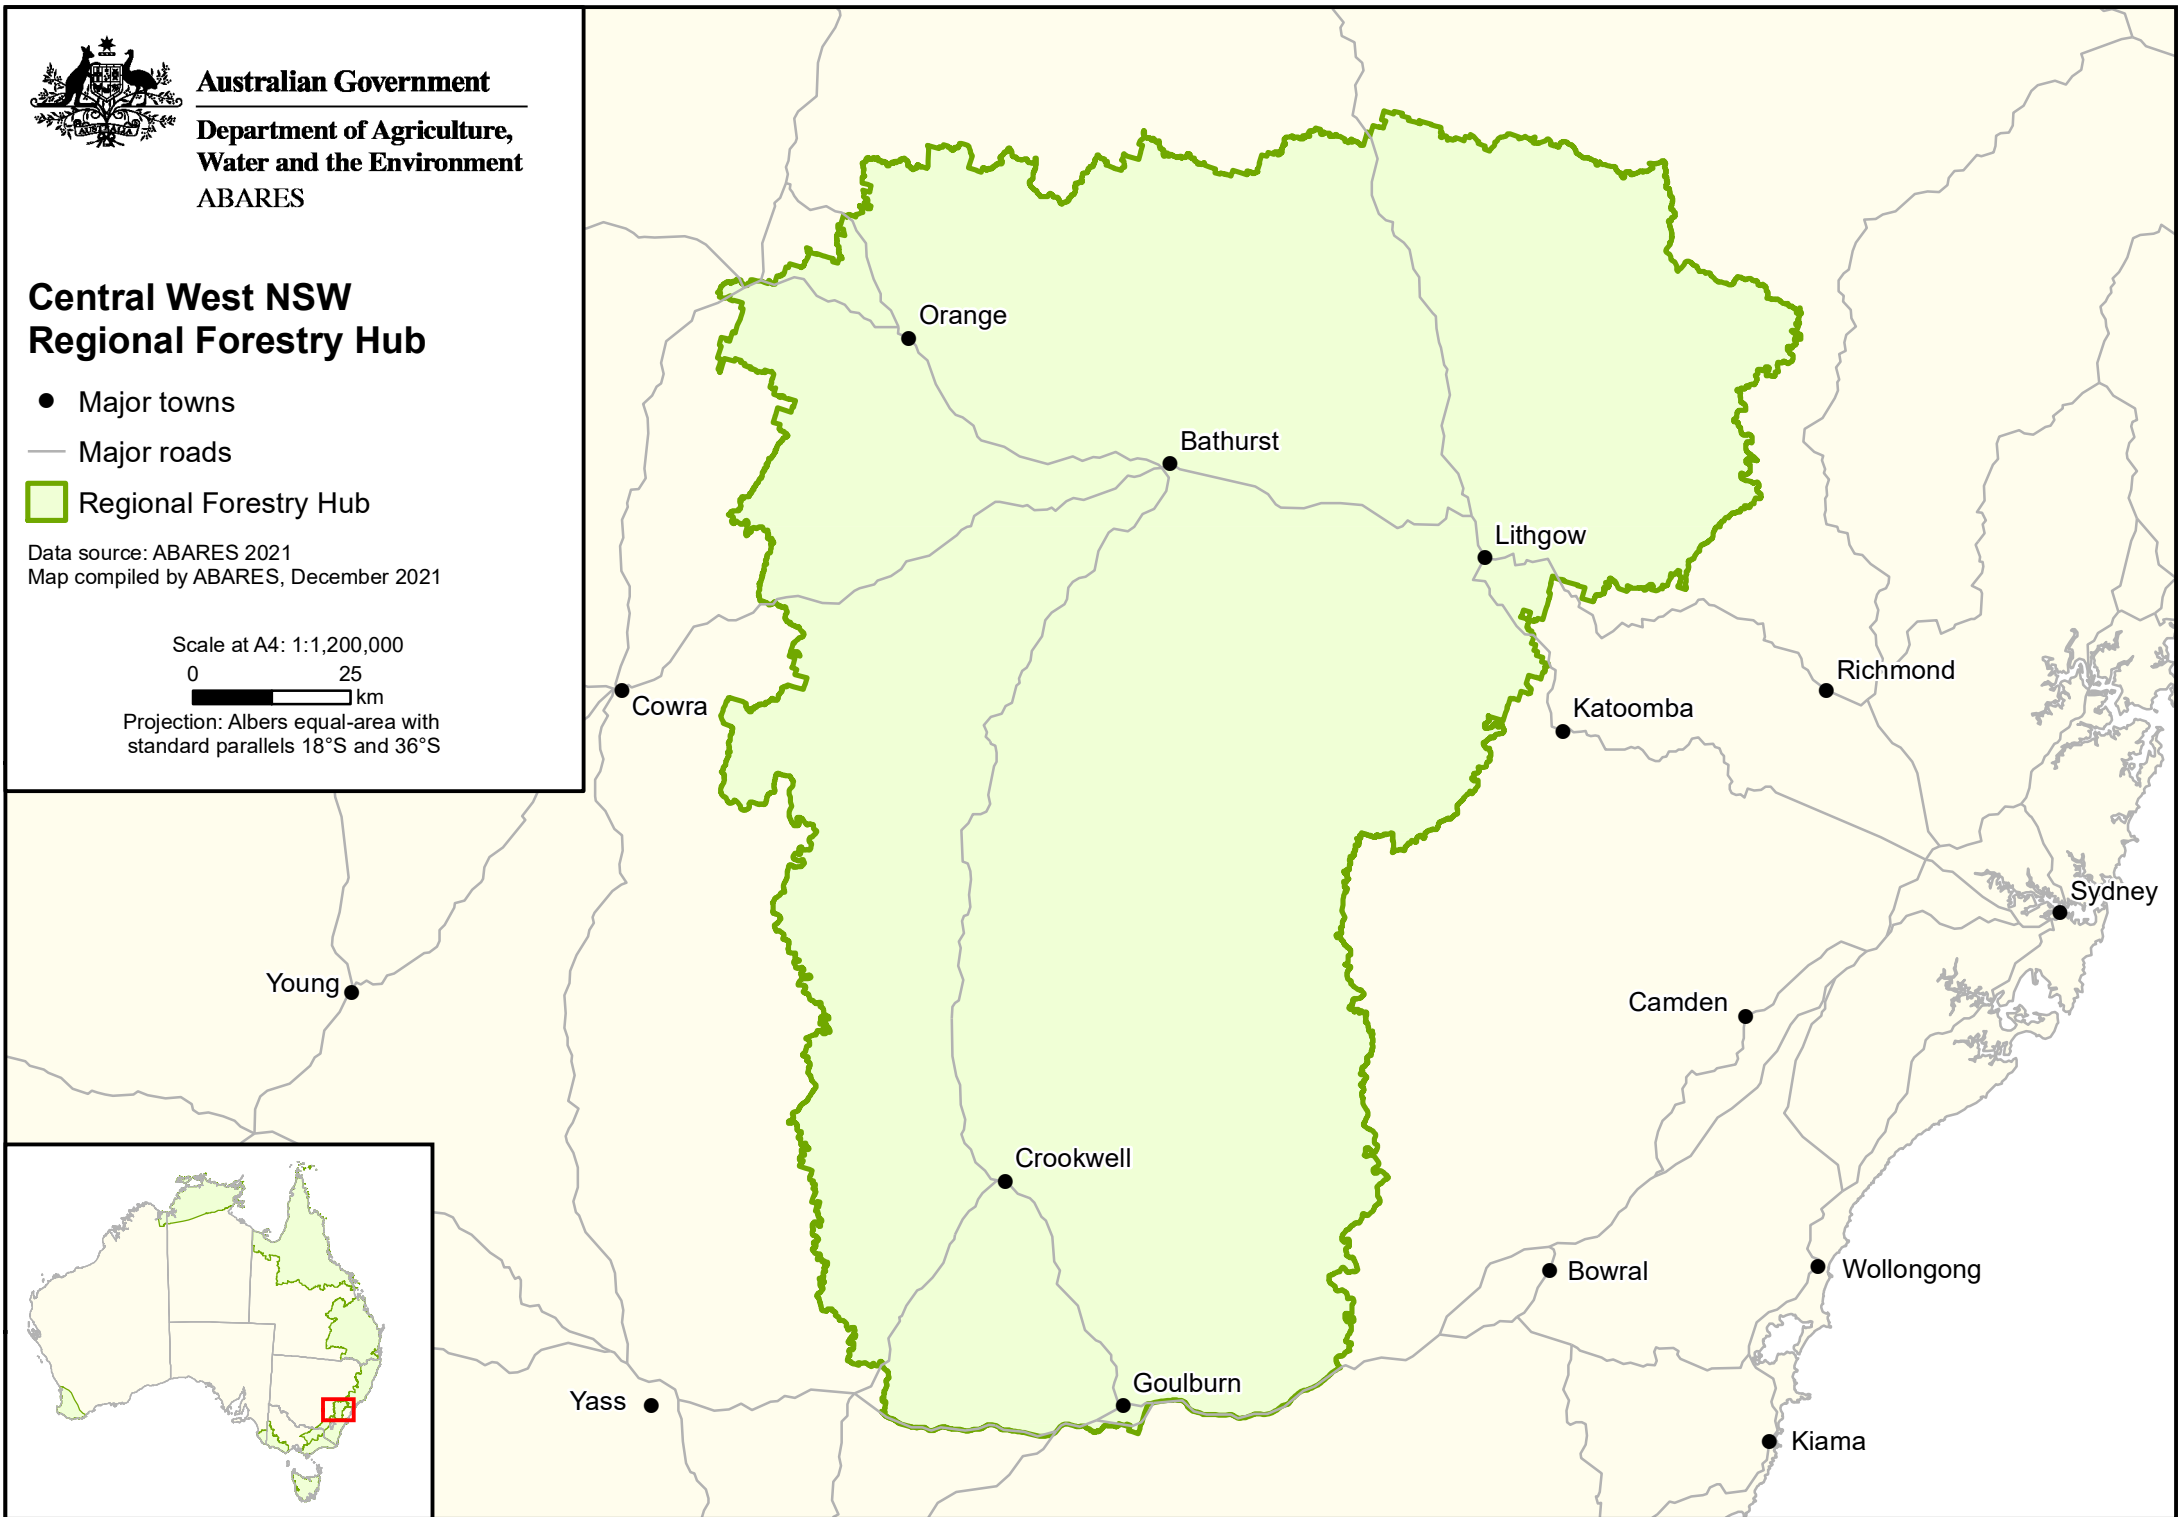 Australian Government
Department of Agriculture,
Water and the Environment
ABARES
AUSTRALIA
Central West NSW
Regional Forestry Hub
Major towns
Major roads
Regional Forestry Hub
Data source: ABARES 2021
Map compiled by ABARES, December 2021
Scale at A4: 1:1,200,000
0 25
km
Projection: Albers equal-area with
standard parallels 18°S and 36°S
Orange
Bathurst
Lithgow
Richmond
Cowra
Katoomba
Sydney
Young
Camden
Crookwell
Bowral
Wollongong
Goulburn
Yass
Kiama